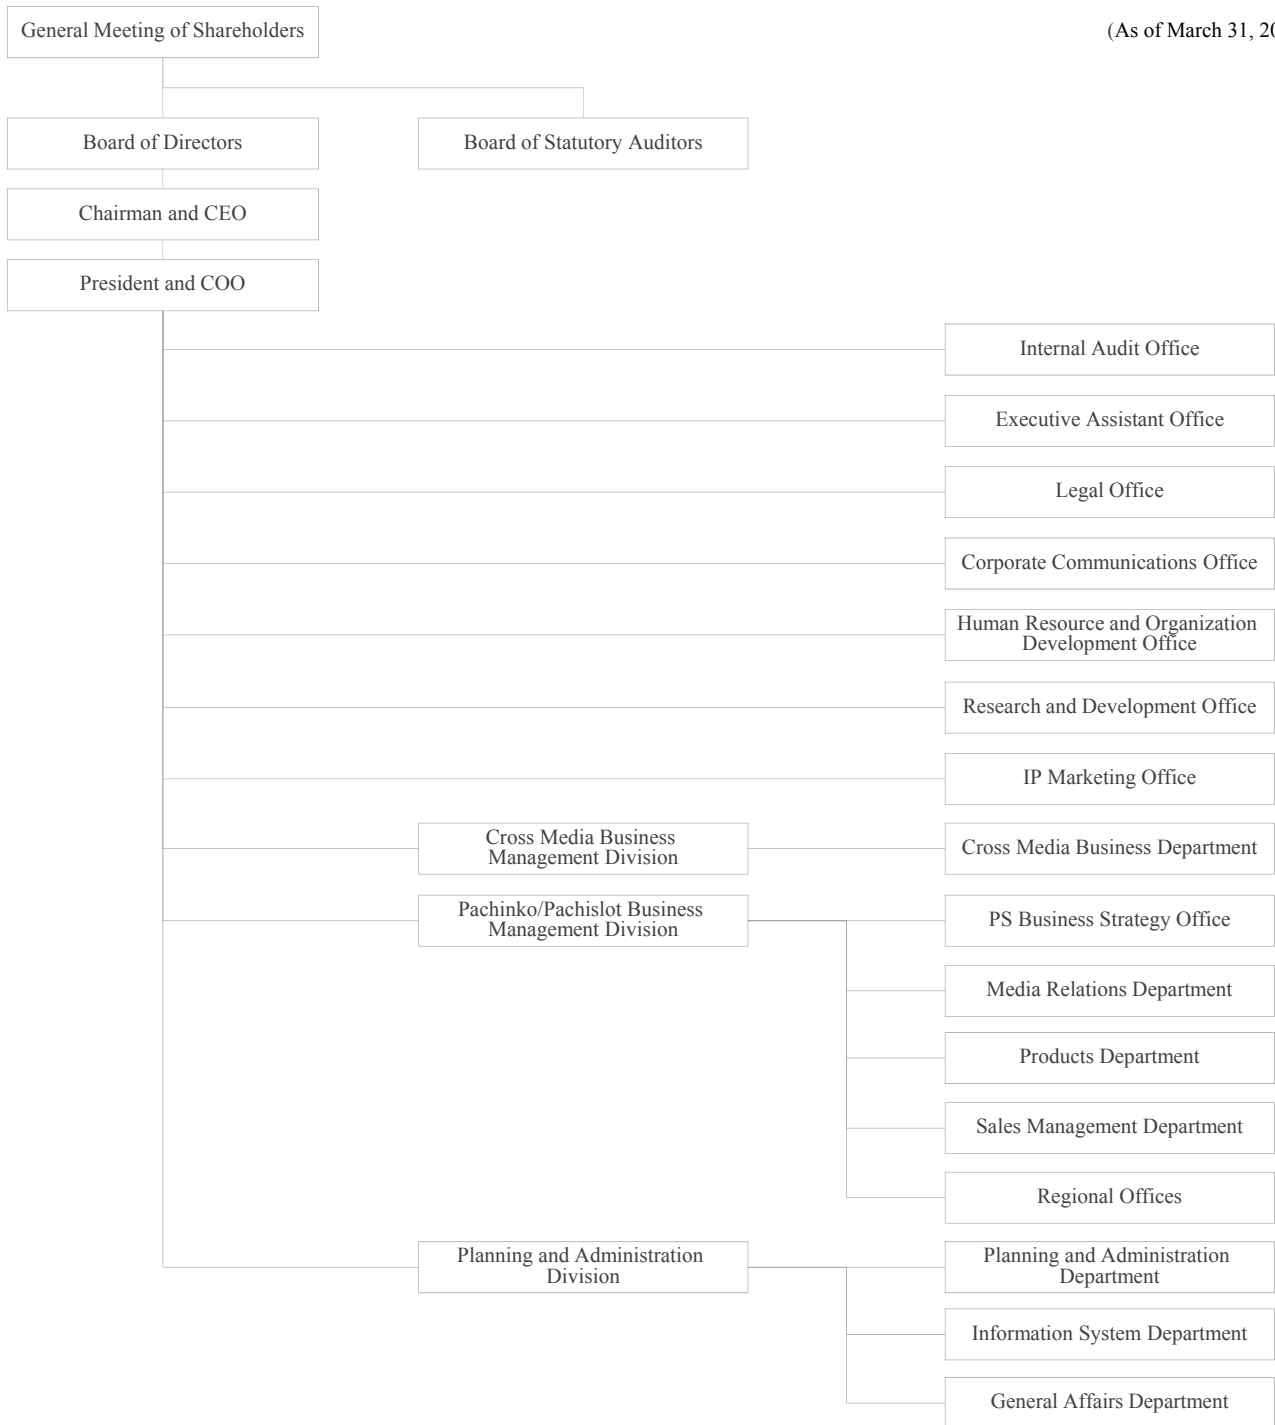 General Meeting of Shareholders
(As of March 31, 20
Board of Directors
Board of Statutory Auditors
Chairman and CEO
President and COO
Internal Audit Office
Executive Assistant Office
Legal Office
Corporate Communications Office
Human Resource and Organization
Development Office
Research and Development Office
IP Marketing Office
Cross Media Business
Management Division
Cross Media Business Department
Pachinko/Pachislot Business
Management Division
PS Business Strategy Office
Media Relations Department
Products Department
Sales Management Department
Regional Offices
Planning and Administration
Division
Planning and Administration
Department
Information System Department
General Affairs Department